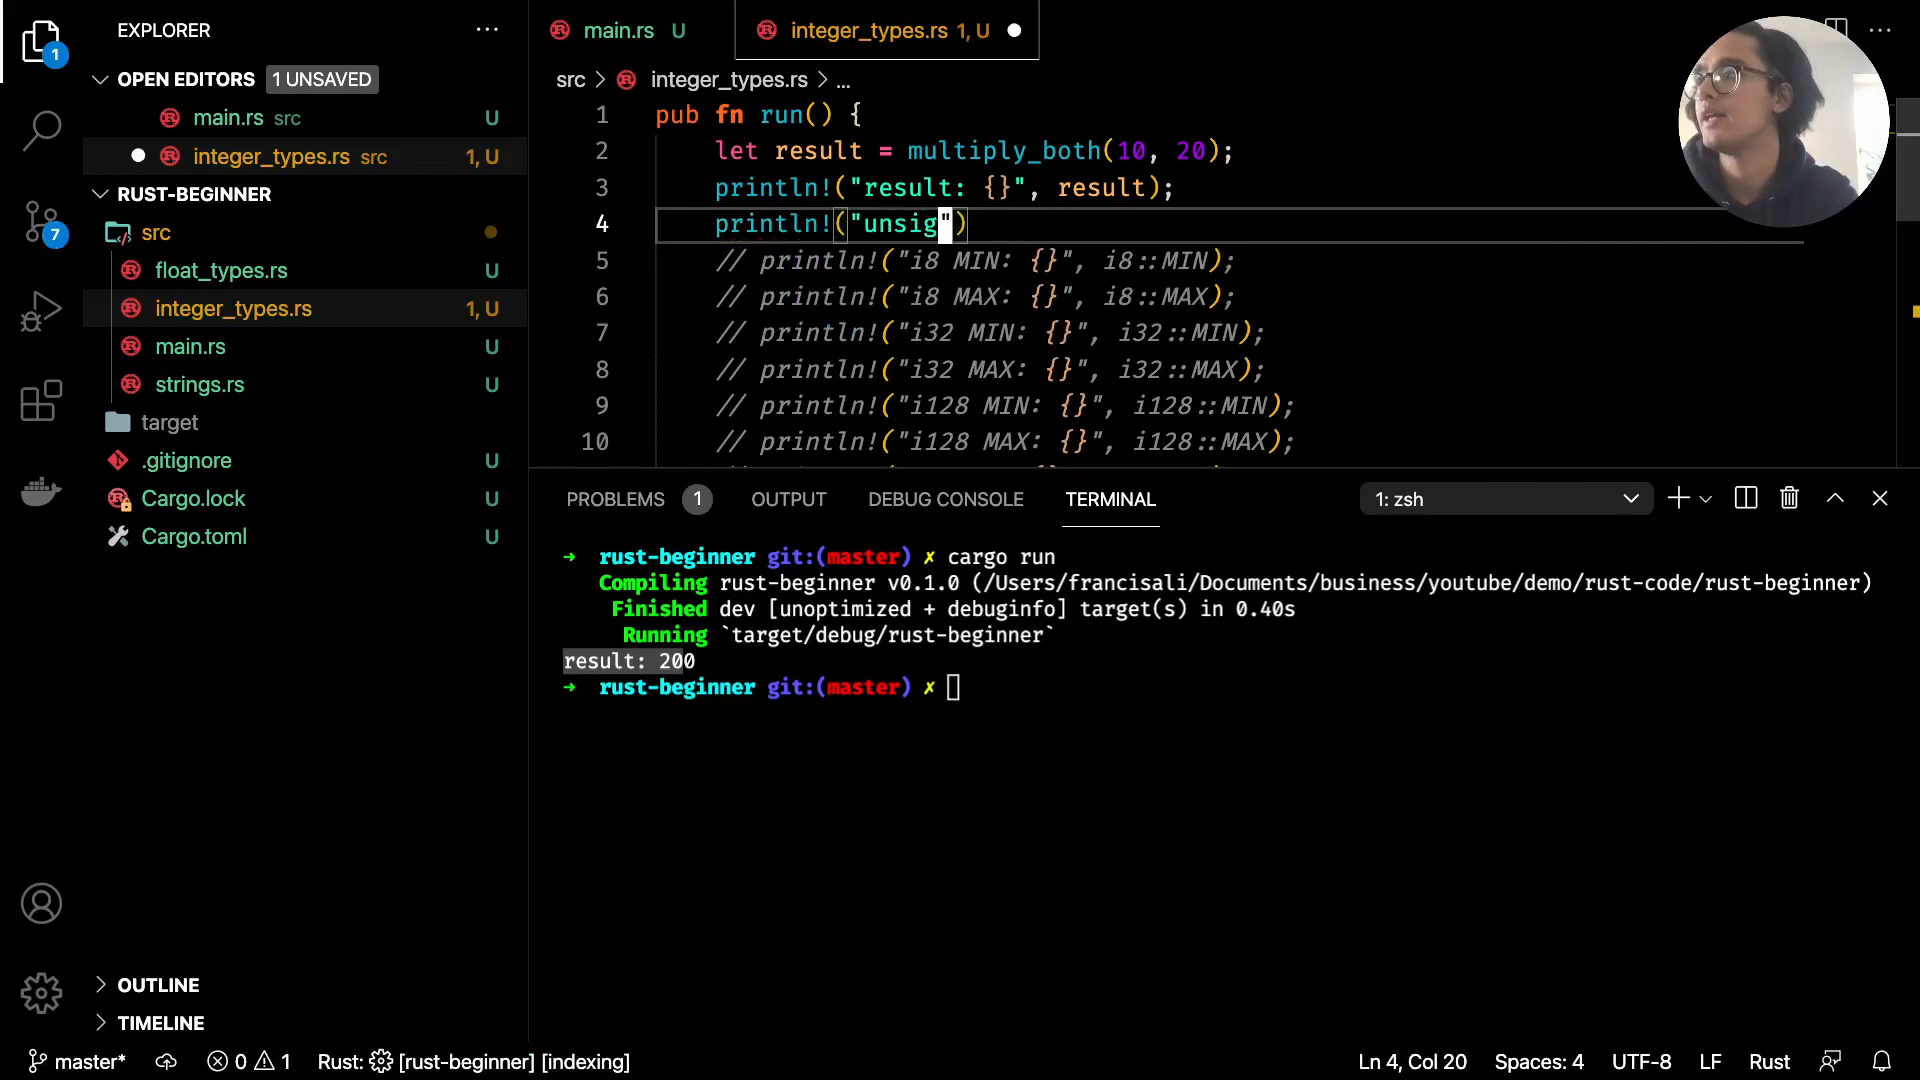 EXPLORER
OPEN EDITORS 1 UNSAVED
main.rs src U
integer_types.rs src 1, U
RUST-BEGINNER
src
float_types.rs U
integer_types.rs 1, U
main.rs U
strings.rs U
target
.gitignore U
Cargo.lock U
Cargo.toml U
OUTLINE
TIMELINE
1
7
main.rs U
integer_types.rs 1, U
src > integer_types.rs > ...
1 pub fn run() {
2 let result = multiply_both(10, 20);
3 println!("result: {}", result);
4 println!("unsig")
5 // println!("i8 MIN: {}", i8::MIN);
6 // println!("i8 MAX: {}", i8::MAX);
7 // println!("i32 MIN: {}", i32::MIN);
8 // println!("i32 MAX: {}", i32::MAX);
9 // println!("i128 MIN: {}", i128::MIN);
10 // println!("i128 MAX: {}", i128::MAX);
PROBLEMS 1 OUTPUT DEBUG CONSOLE TERMINAL 1: zsh
→ rust-beginner git:(master) ✗ cargo run
Compiling rust-beginner v0.1.0 (/Users/francisali/Documents/business/youtube/demo/rust-code/rust-beginner)
Finished dev [unoptimized + debuginfo] target(s) in 0.40s
Running `target/debug/rust-beginner`
result: 200
→ rust-beginner git:(master) ✗
master* 0 1 Rust: [rust-beginner] [indexing] Ln 4, Col 20 Spaces: 4 UTF-8 LF Rust